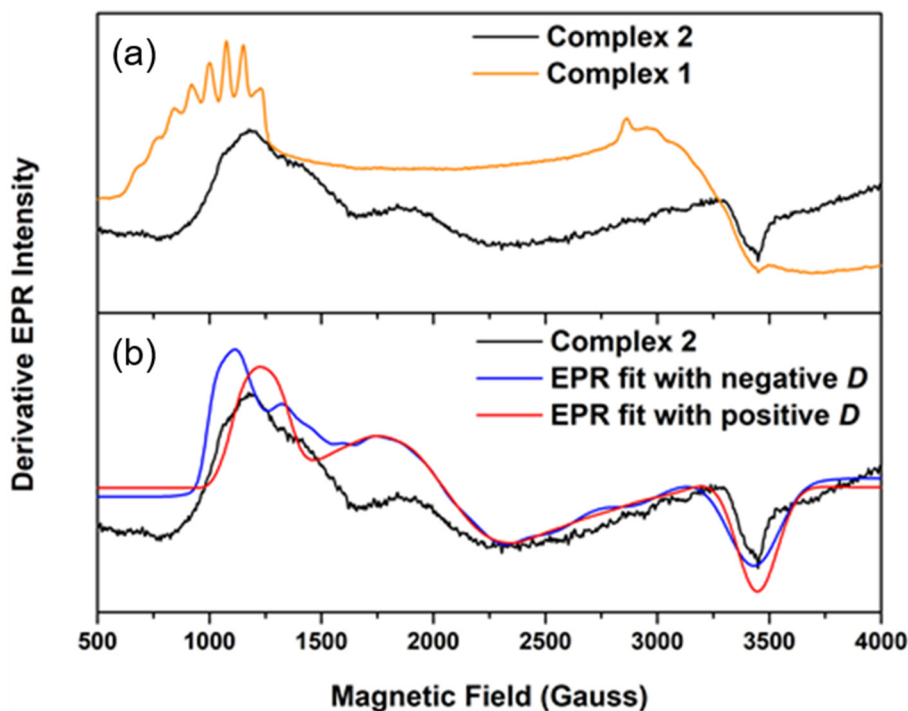 (a)
Complex 2
Complex 1
(b)
Complex 2
EPR fit with negative D
EPR fit with positive D
Derivative EPR Intensity
500 1000 1500 2000 2500 3000 3500 4000
Magnetic Field (Gauss)